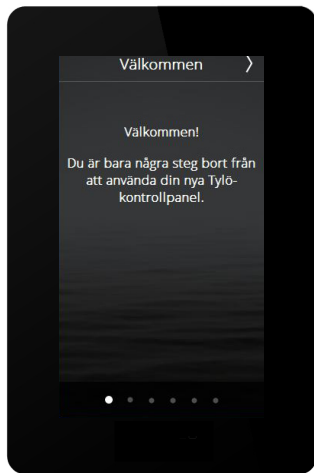 Välkommen
Välkommen!
Du är bara några steg bort från
att använda din nya Tylö-
kontrollpanel.